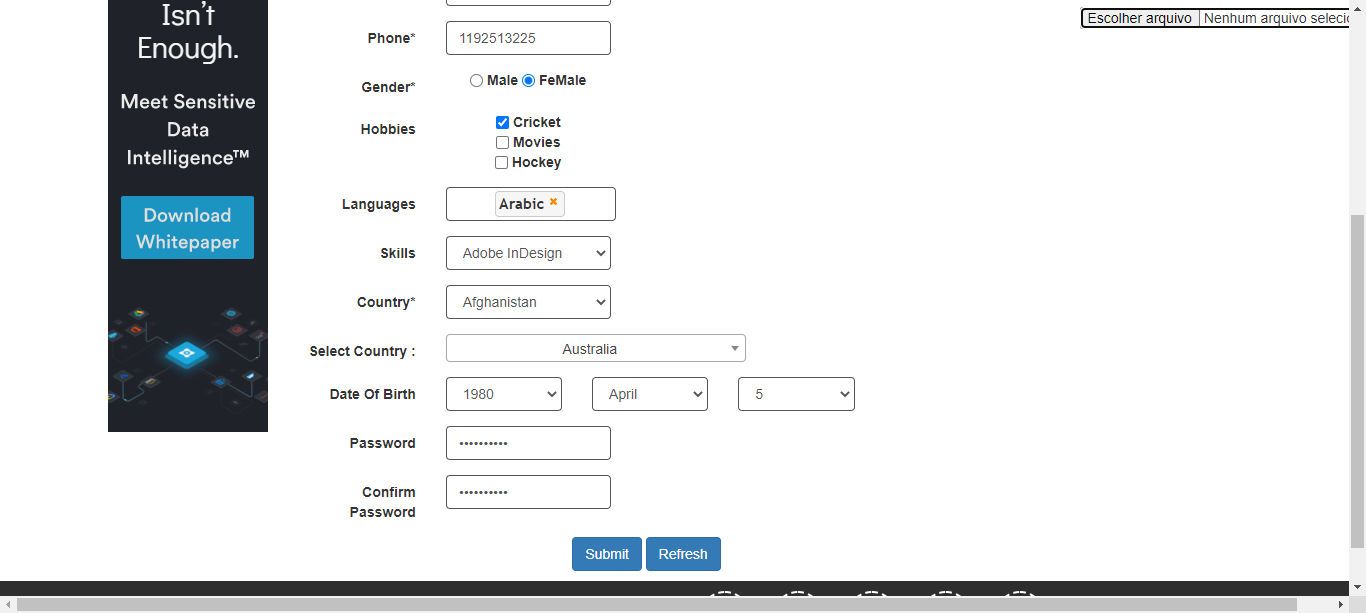 Isn't
Enough.
Meet Sensitive
Data
Intelligence™
Download
Whitepaper
Escolher arquivo Nenhum arquivo selecio
Phone* 1192513225
Gender* Male FeMale
Hobbies Cricket
Movies
Hockey
Languages Arabic ×
Skills Adobe InDesign
Country* Afghanistan
Select Country : Australia
Date Of Birth 1980 April 5
Password ••••••••••
Confirm
Password ••••••••••
Submit Refresh